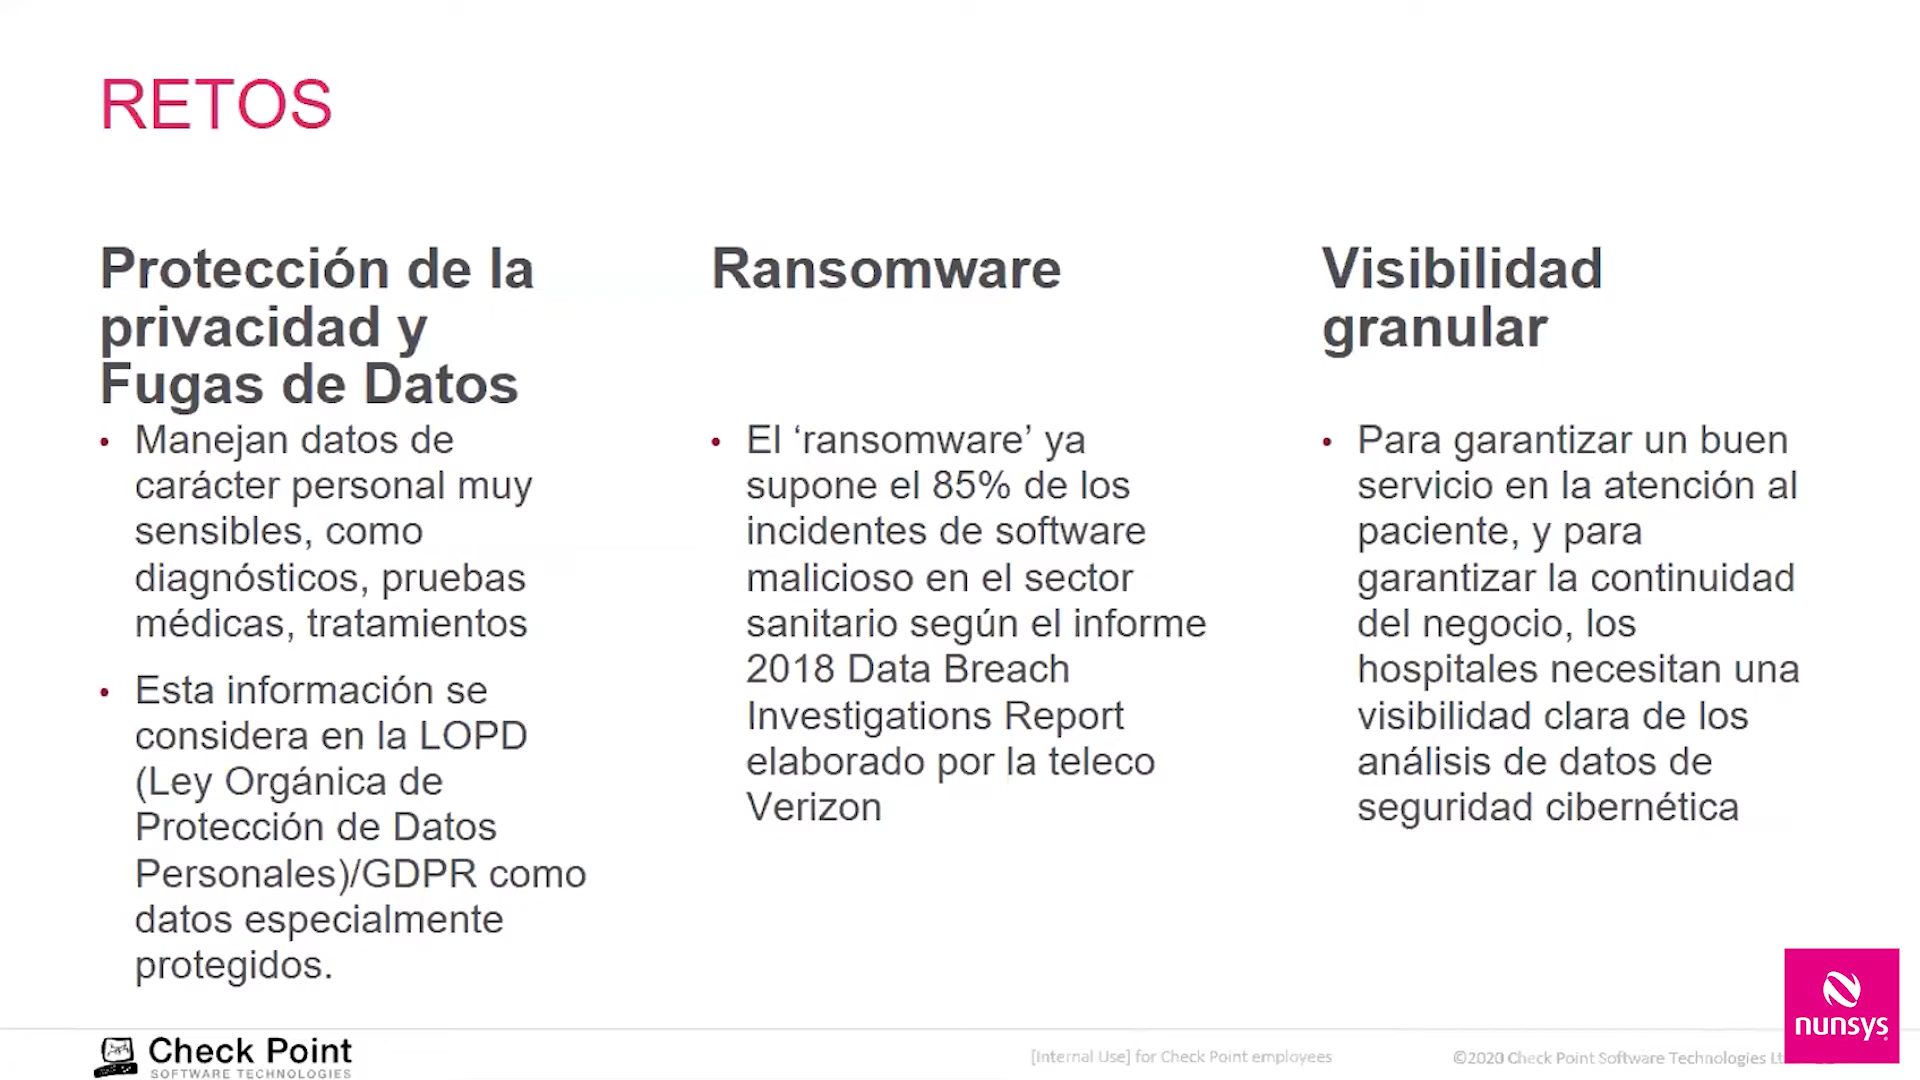 RETOS
Protección de la
privacidad y
Fugas de Datos
• Manejan datos de
carácter personal muy
sensibles, como
diagnósticos, pruebas
médicas, tratamientos
• Esta información se
considera en la LOPD
(Ley Orgánica de
Protección de Datos
Personales)/GDPR como
datos especialmente
protegidos.
Ransomware
• El ‘ransomware’ ya
supone el 85% de los
incidentes de software
malicioso en el sector
sanitario según el informe
2018 Data Breach
Investigations Report
elaborado por la teleco
Verizon
Visibilidad
granular
• Para garantizar un buen
servicio en la atención al
paciente, y para
garantizar la continuidad
del negocio, los
hospitales necesitan una
visibilidad clara de los
análisis de datos de
seguridad cibernética
Check Point
SOFTWARE TECHNOLOGIES
[Internal Use] for Check Point employees
©2020 Check Point Software Technologies
nunsys